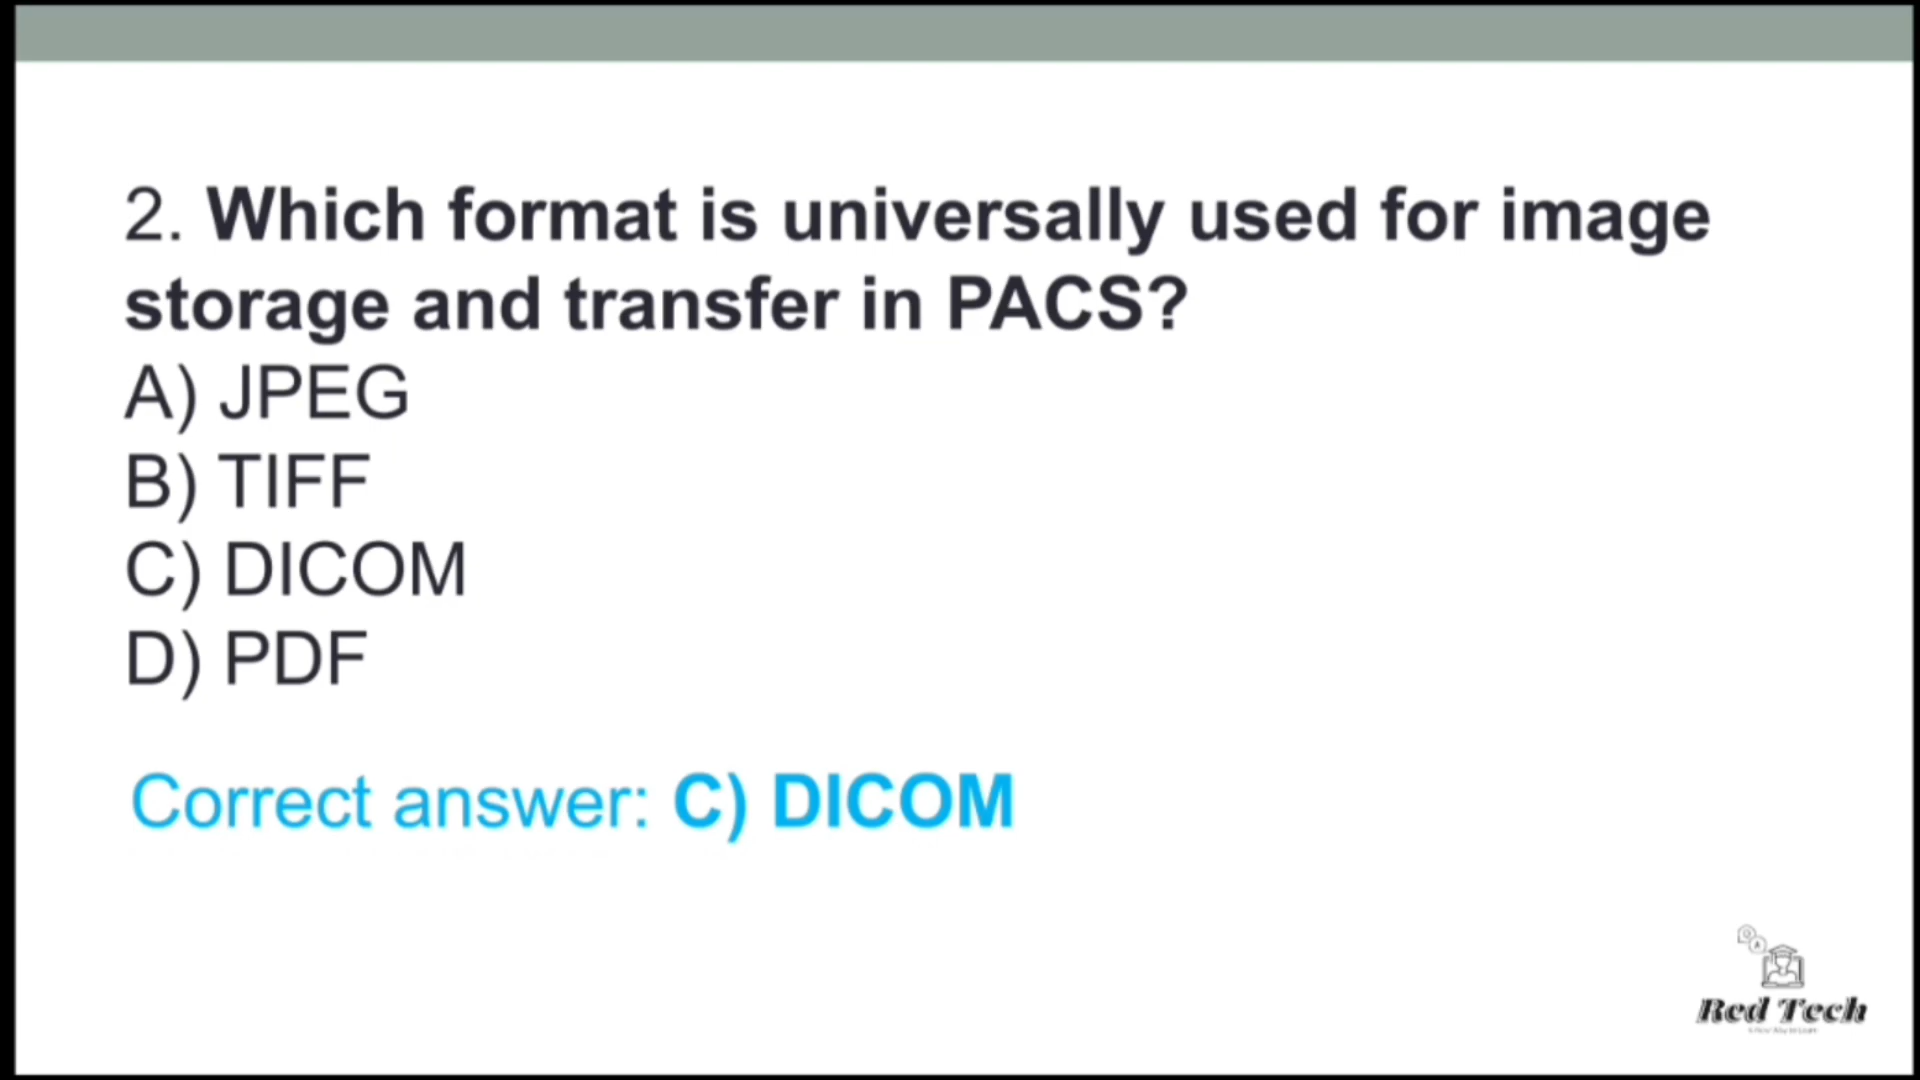 2. Which format is universally used for image
storage and transfer in PACS?
A) JPEG
B) TIFF
C) DICOM
D) PDF
Correct answer: C) DICOM
Q
A
Red Tech